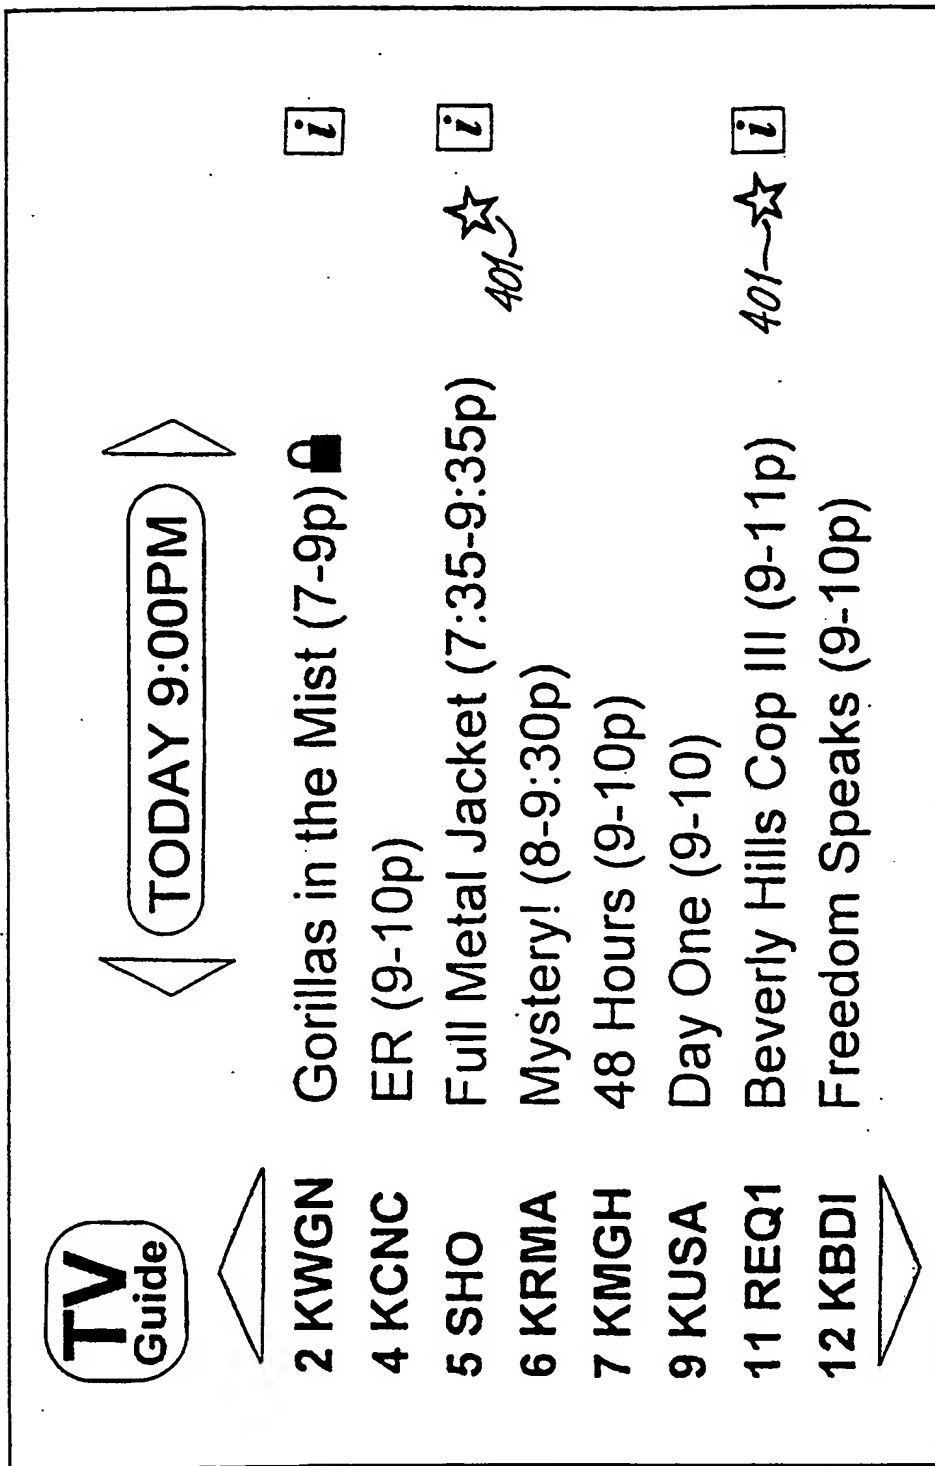 TV
Guide
TODAY 9:00PM
2 KWGN Gorillas in the Mist (7-9p) i
4 KCNC ER (9-10p)
5 SHO Full Metal Jacket (7:35-9:35p) 401 i
6 KRMA Mystery! (8-9:30p)
7 KMGH 48 Hours (9-10p)
9 KUSA Day One (9-10)
11 REQ1 Beverly Hills Cop III (9-11p) 401 i
12 KBDI Freedom Speaks (9-10p)